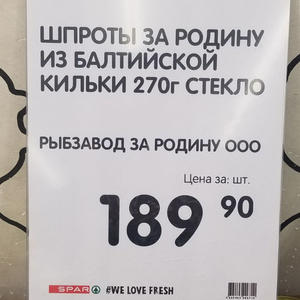 ШПРОТЫ ЗА РОДИНУ
ИЗ БАЛТИЙСКОЙ
КИЛЬКИ 270г СТЕКЛО
РЫБЗАВОД ЗА РОДИНУ ООО
Цена за: шт.
189 90
SPAR #WE LOVE FRESH